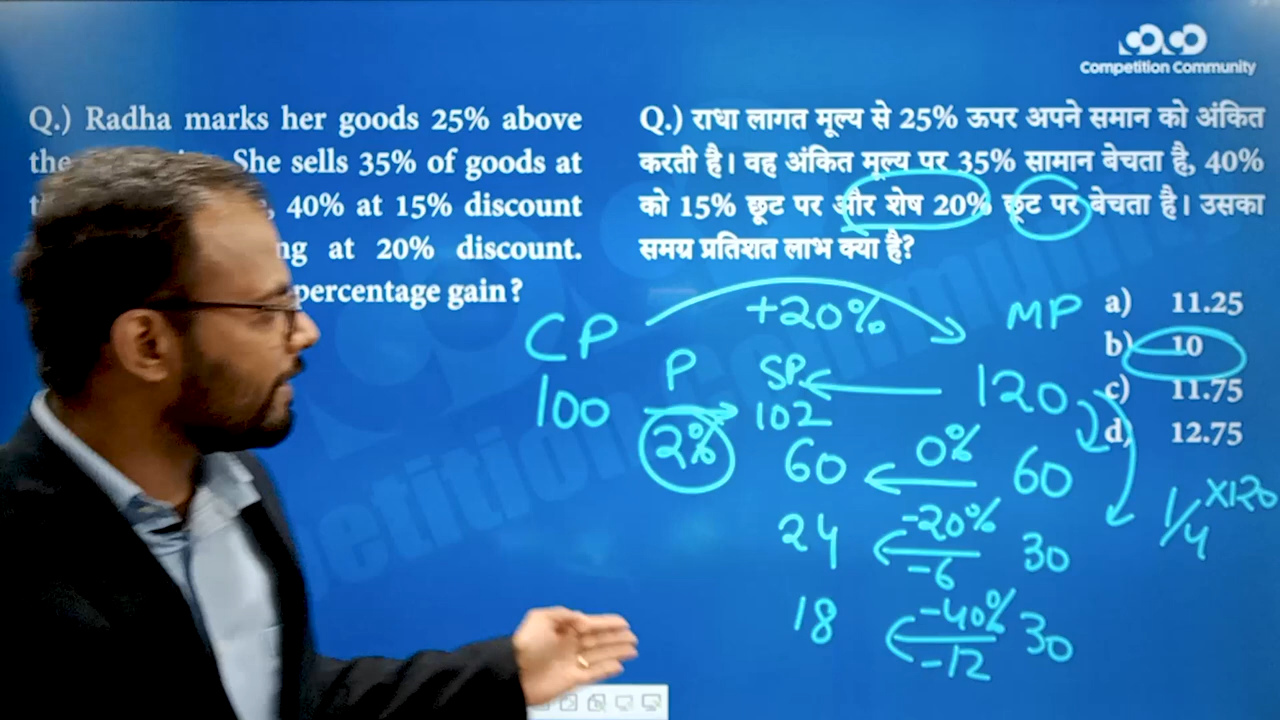 Competition Community
Q.) Radha marks her goods 25% above
the She sells 35% of goods at
40% at 15% discount
at 20% discount.
percentage gain?
Q.) राधा लागत मूल्य से 25% ऊपर अपने समान को अंकित
करती है। वह अंकित मूल्य पर 35% सामान बेचता है, 40%
को 15% छूट पर और शेष 20% छूट पर बेचता है। उसका
समग्र प्रतिशत लाभ क्या है?
a) 11.25
b) 10
c) 11.75
d) 12.75
CP +20% MP
P SP
100 102 120
2% 60 0% 60
24 -20% 30
-6
18 -40% 30
-12
1/4 x120